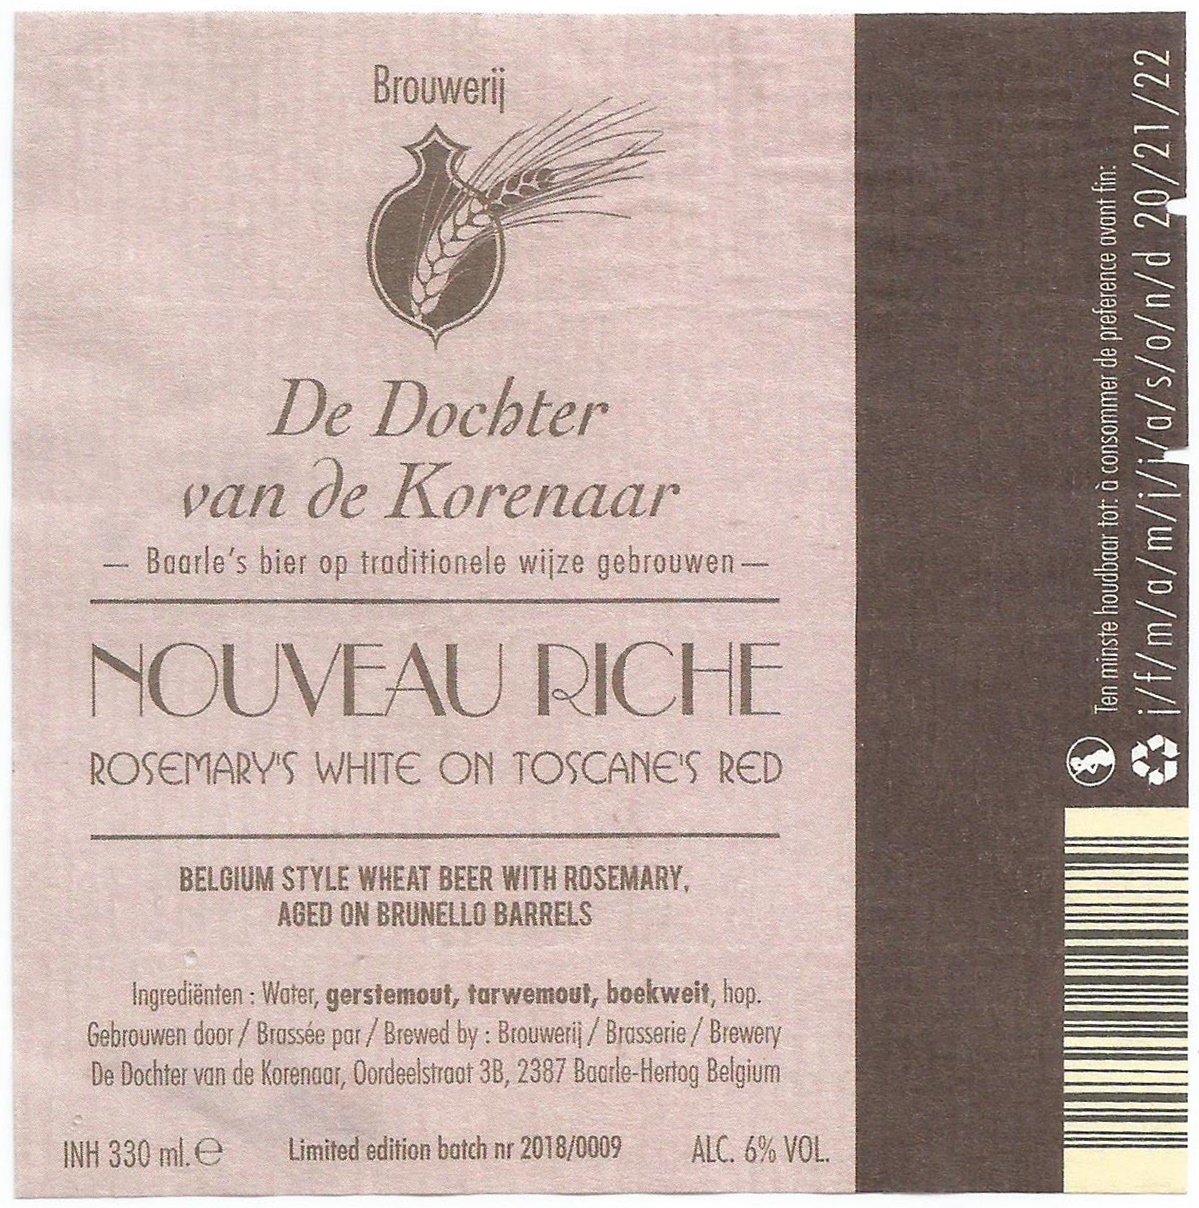 Brouwerij
De Dochter
van de Korenaar
— Baarle's bier op traditionele wijze gebrouwen —
NOUVEAU RICHE
ROSEMARY'S WHITE ON TOSCANE'S RED
BELGIUM STYLE WHEAT BEER WITH ROSEMARY,
AGED ON BRUNELLO BARRELS
Ingrediënten : Water, gerstemout, tarwemout, boekweit, hop.
Gebrouwen door / Brassée par / Brewed by : Brouwerij / Brasserie / Brewery
De Dochter van de Korenaar, Oordeelstraat 3B, 2387 Baarle-Hertog Belgium
INH 330 ml. ℮ Limited edition batch nr 2018/0009 ALC. 6% VOL.
Ten minste houdbaar tot: à consommer de preference avant fin:
j/f/m/a/m/j/j/a/s/o/n/d 20/21/22